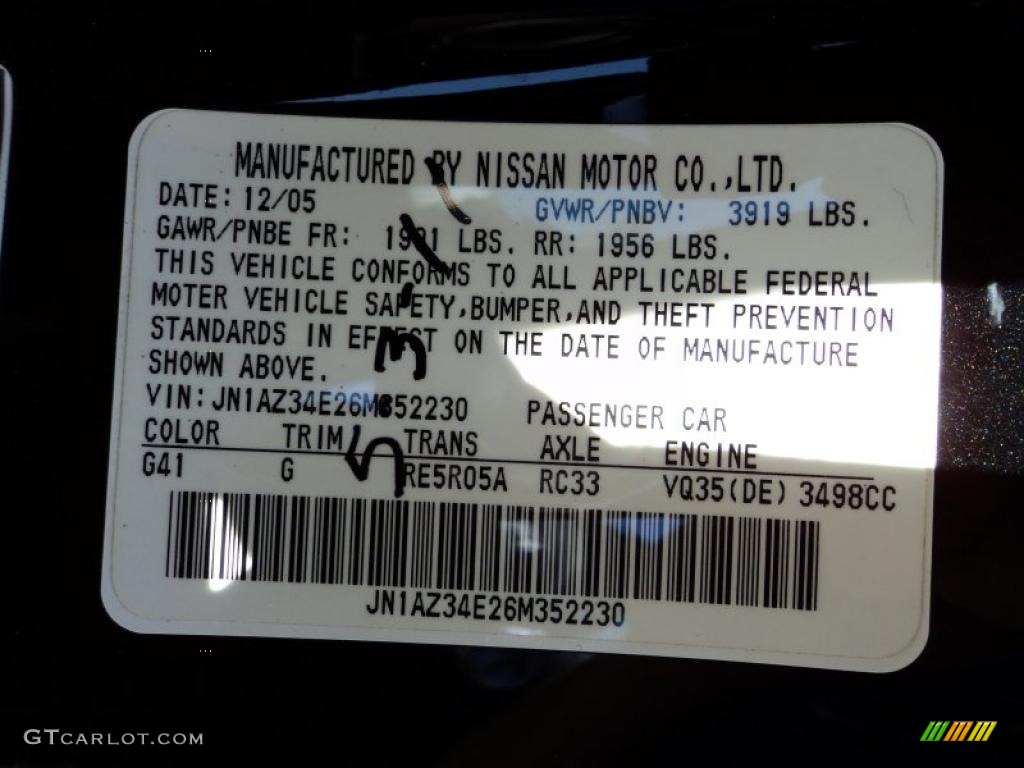 MANUFACTURED BY NISSAN MOTOR CO.,LTD.
DATE: 12/05 GVWR/PNBV: 3919 LBS.
GAWR/PNBE FR: LBS. RR: 1956 LBS.
THIS VEHICLE CONFORMS TO ALL APPLICABLE FEDERAL
MOTER VEHICLE SAFETY,BUMPER,AND THEFT PREVENTION
STANDARDS IN EFFECT ON THE DATE OF MANUFACTURE
SHOWN ABOVE.
VIN:JN1AZ34E26M352230 PASSENGER CAR
COLOR TRIM TRANS AXLE ENGINE
G41 G RE5R05A RC33 VQ35(DE) 3498CC
JN1AZ34E26M352230
GTCARLOT.COM